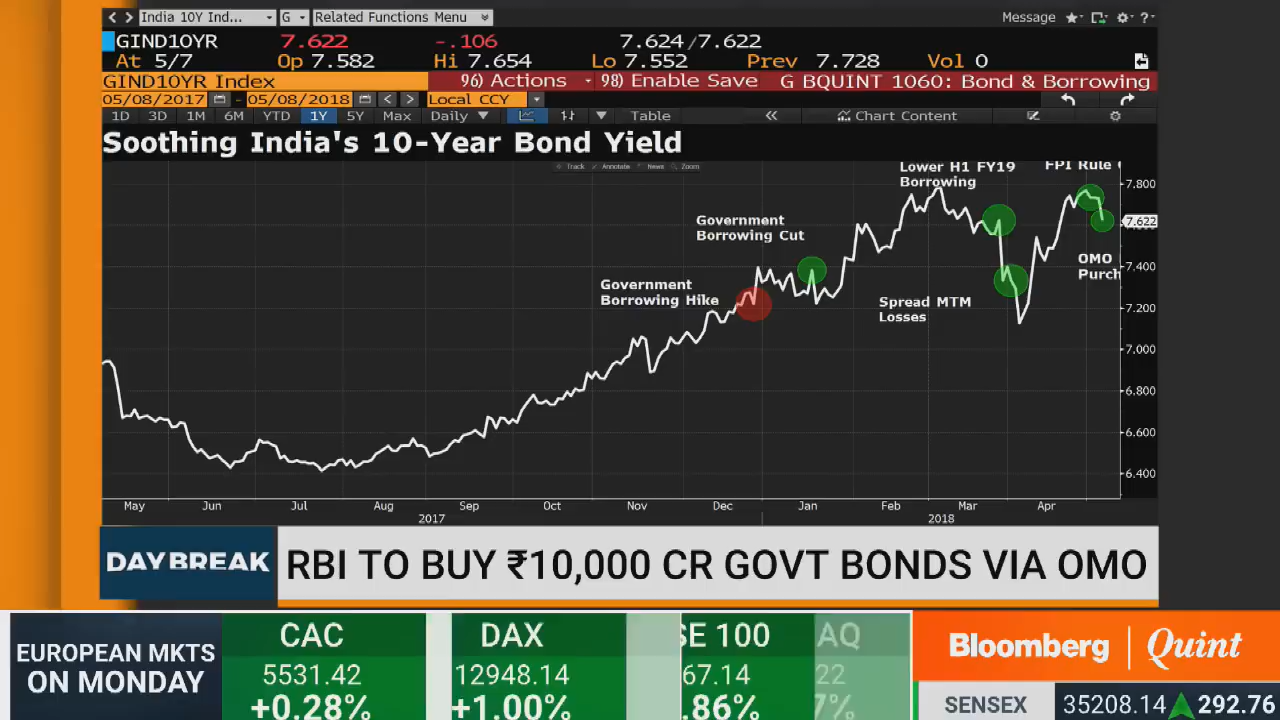 India 10Y Ind... G Related Functions Menu Message
GIND10YR 7.622 -.106 7.624/7.622
At 5/7 Op 7.582 Hi 7.654 Lo 7.552 Prev 7.728 Vol 0
GIND10YR Index 96) Actions 98) Enable Save G BQUINT 1060: Bond & Borrowing
05/08/2017 - 05/08/2018 Local CCY
1D 3D 1M 6M YTD 1Y 5Y Max Daily Table Chart Content
Soothing India's 10-Year Bond Yield
Track Annotate News Zoom
Lower H1 FY19
Borrowing
FPI Rule
Government
Borrowing Cut
Government
Borrowing Hike
Spread MTM
Losses
OMO
Purch
7.800
7.622
7.400
7.200
7.000
6.800
6.600
6.400
May Jun Jul Aug Sep Oct Nov Dec Jan Feb Mar Apr
2017 2018
DAYBREAK
RBI TO BUY ₹10,000 CR GOVT BONDS VIA OMO
EUROPEAN MKTS
ON MONDAY
CAC
5531.42
+0.28%
DAX
12948.14
+1.00%
SE 100
67.14
.86%
AQ
22
7%
Bloomberg | Quint
SENSEX 35208.14 292.76